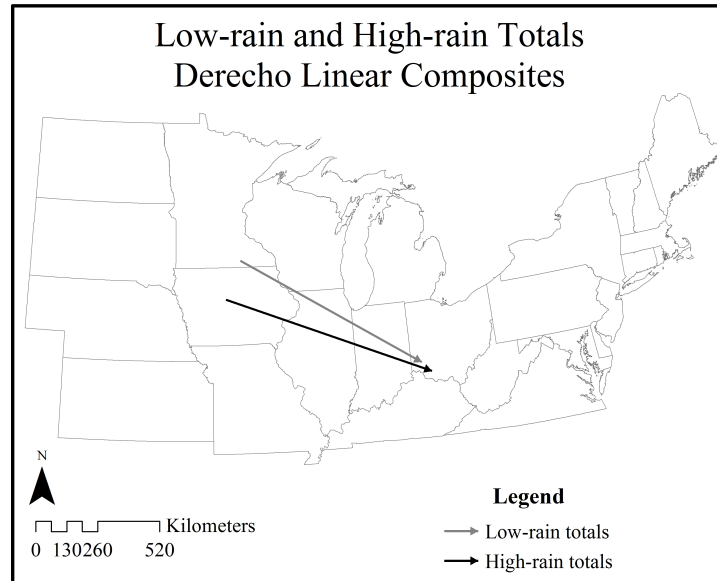 Low-rain and High-rain Totals
Derecho Linear Composites
N
Kilometers
0 130260 520
Legend
Low-rain totals
High-rain totals